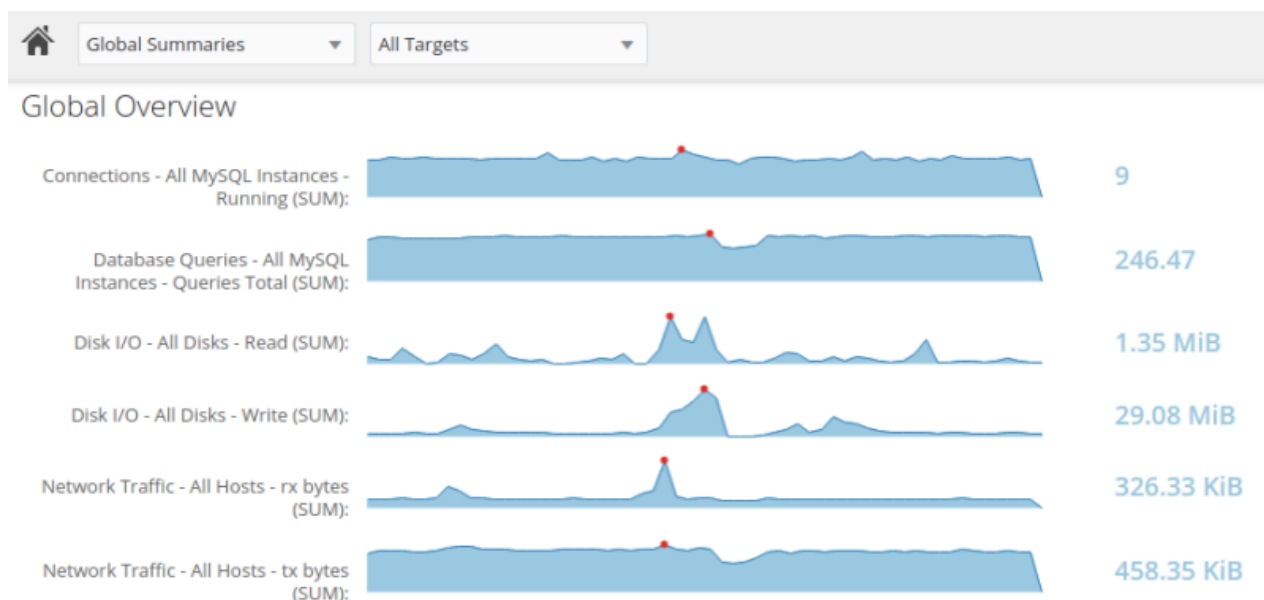 Global Summaries
All Targets
Global Overview
Connections - All MySQL Instances -
Running (SUM):
9
Database Queries - All MySQL
Instances - Queries Total (SUM):
246.47
Disk I/O - All Disks - Read (SUM):
1.35 MiB
Disk I/O - All Disks - Write (SUM):
29.08 MiB
Network Traffic - All Hosts - rx bytes
(SUM):
326.33 KiB
Network Traffic - All Hosts - tx bytes
(SUM):
458.35 KiB